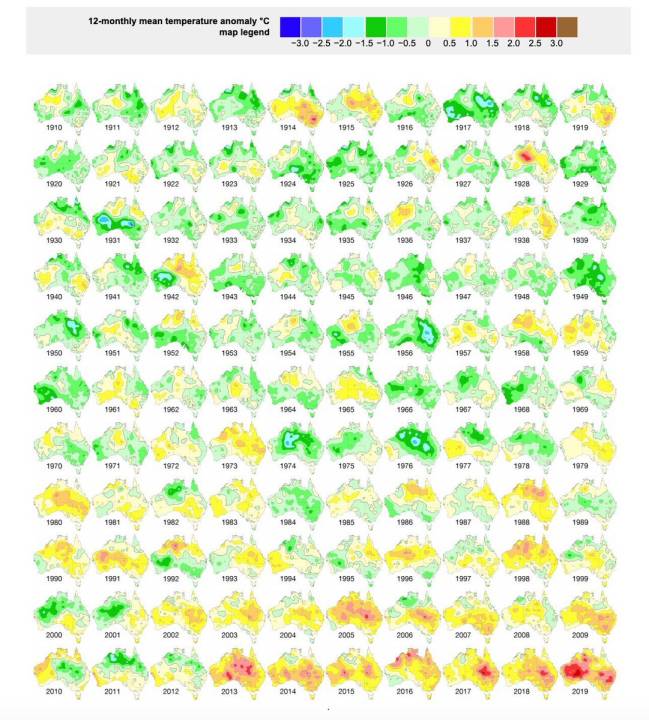 12-monthly mean temperature anomaly °C
map legend
−3.0 −2.5 −2.0 −1.5 −1.0 −0.5 0 0.5 1.0 1.5 2.0 2.5 3.0
1910 1911 1912 1913 1914 1915 1916 1917 1918 1919
1920 1921 1922 1923 1924 1925 1926 1927 1928 1929
1930 1931 1932 1933 1934 1935 1936 1937 1938 1939
1940 1941 1942 1943 1944 1945 1946 1947 1948 1949
1950 1951 1952 1953 1954 1955 1956 1957 1958 1959
1960 1961 1962 1963 1964 1965 1966 1967 1968 1969
1970 1971 1972 1973 1974 1975 1976 1977 1978 1979
1980 1981 1982 1983 1984 1985 1986 1987 1988 1989
1990 1991 1992 1993 1994 1995 1996 1997 1998 1999
2000 2001 2002 2003 2004 2005 2006 2007 2008 2009
2010 2011 2012 2013 2014 2015 2016 2017 2018 2019